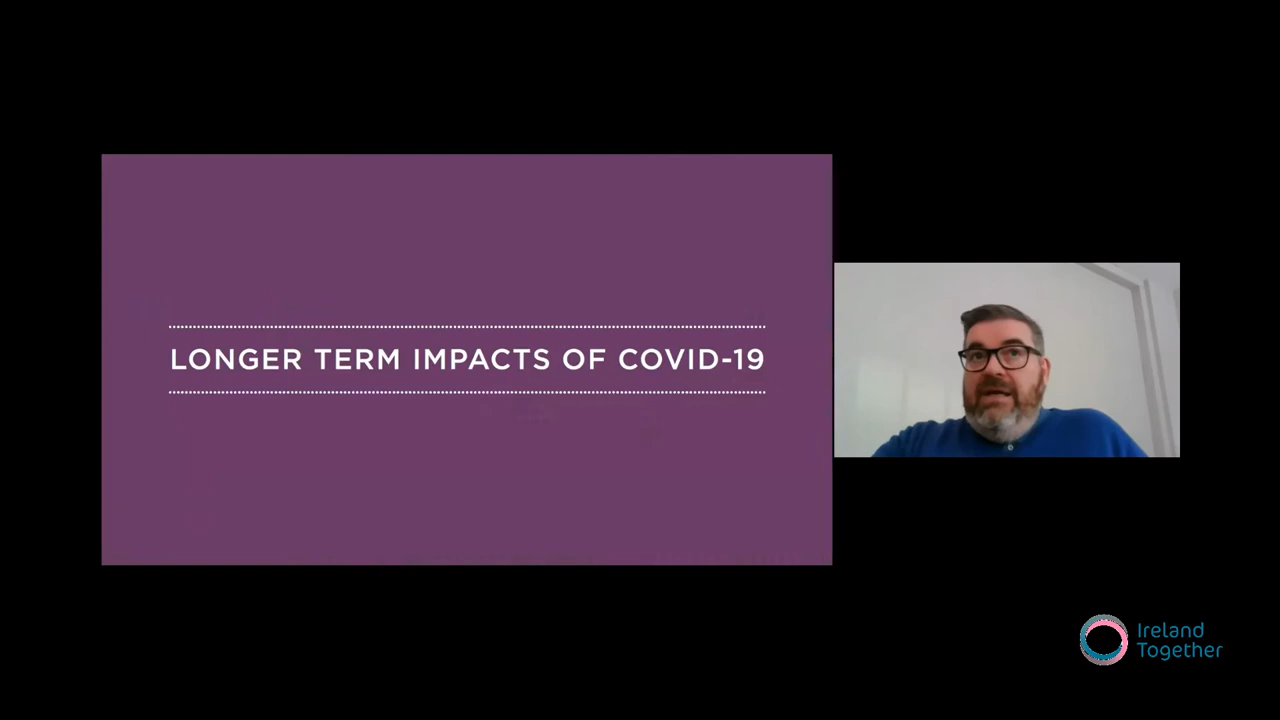 LONGER TERM IMPACTS OF COVID-19
Ireland
Together